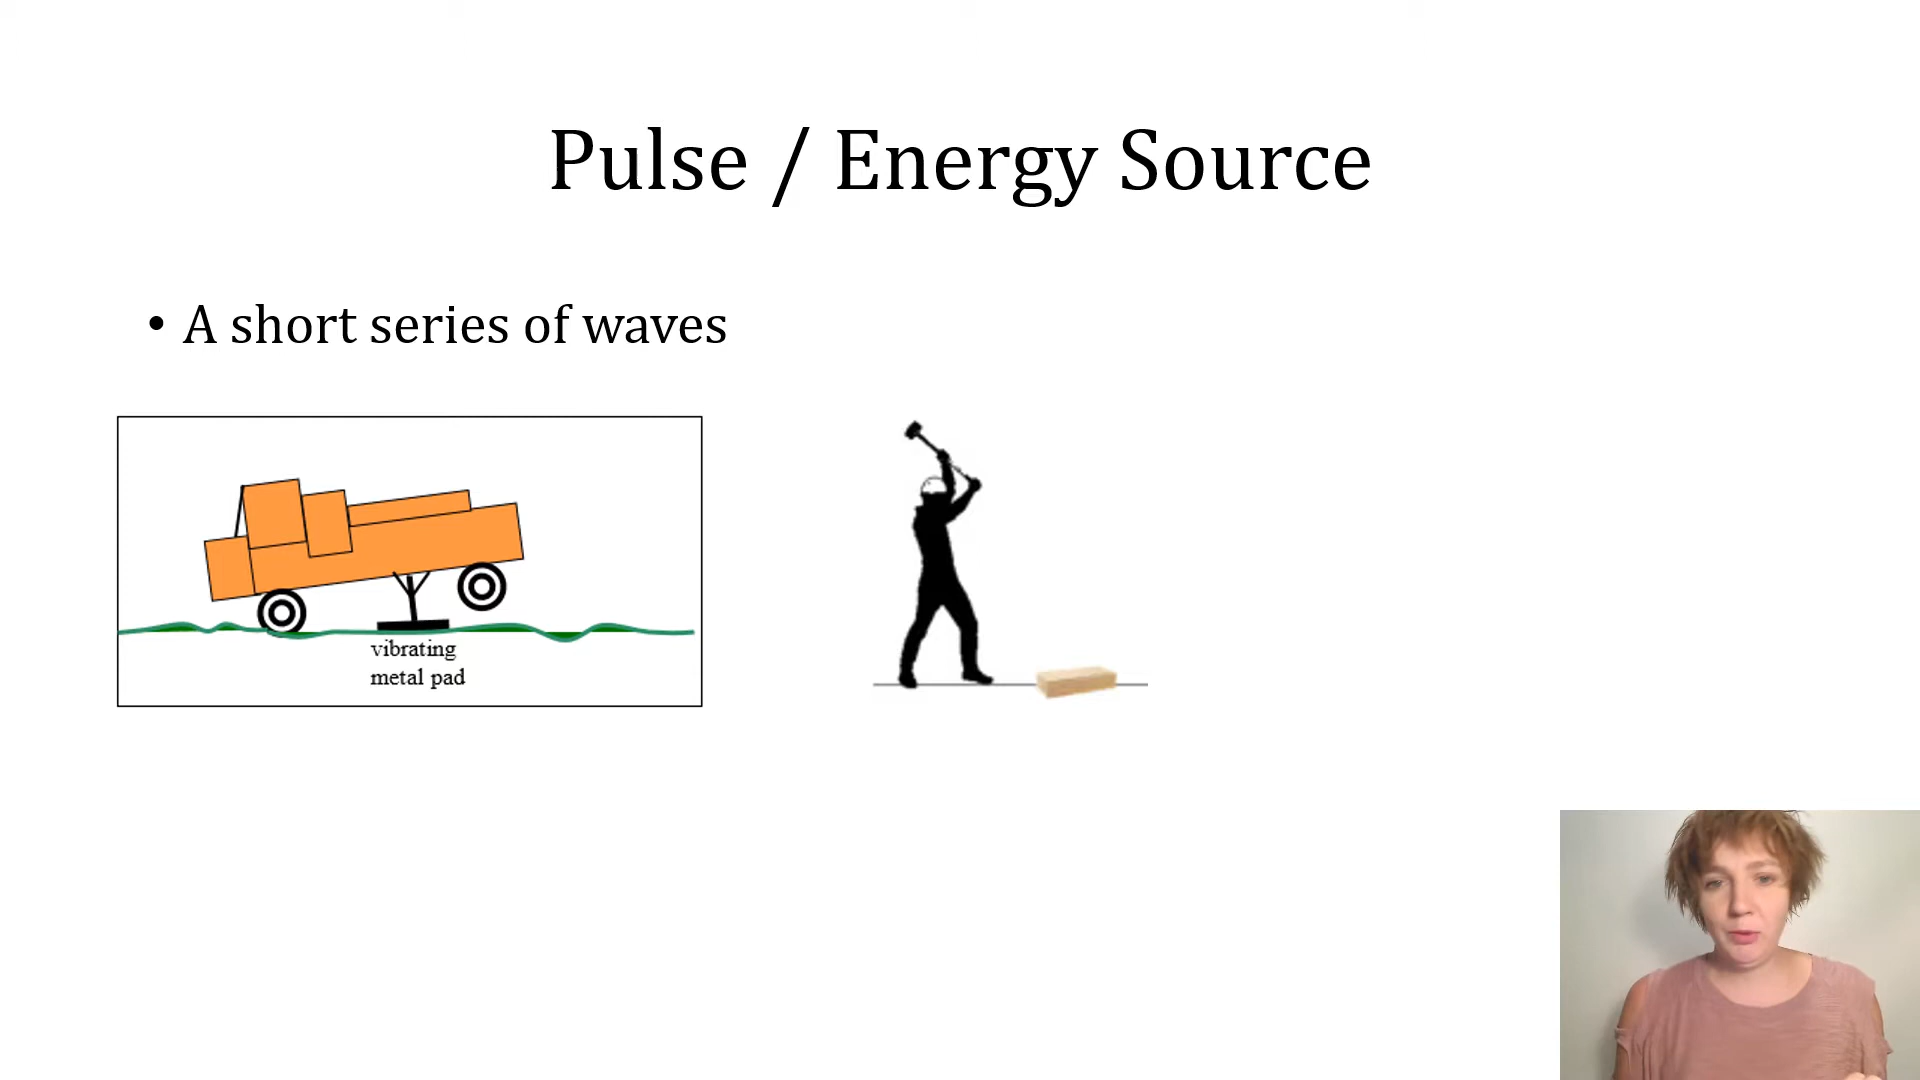 Pulse / Energy Source
• A short series of waves
vibrating
metal pad